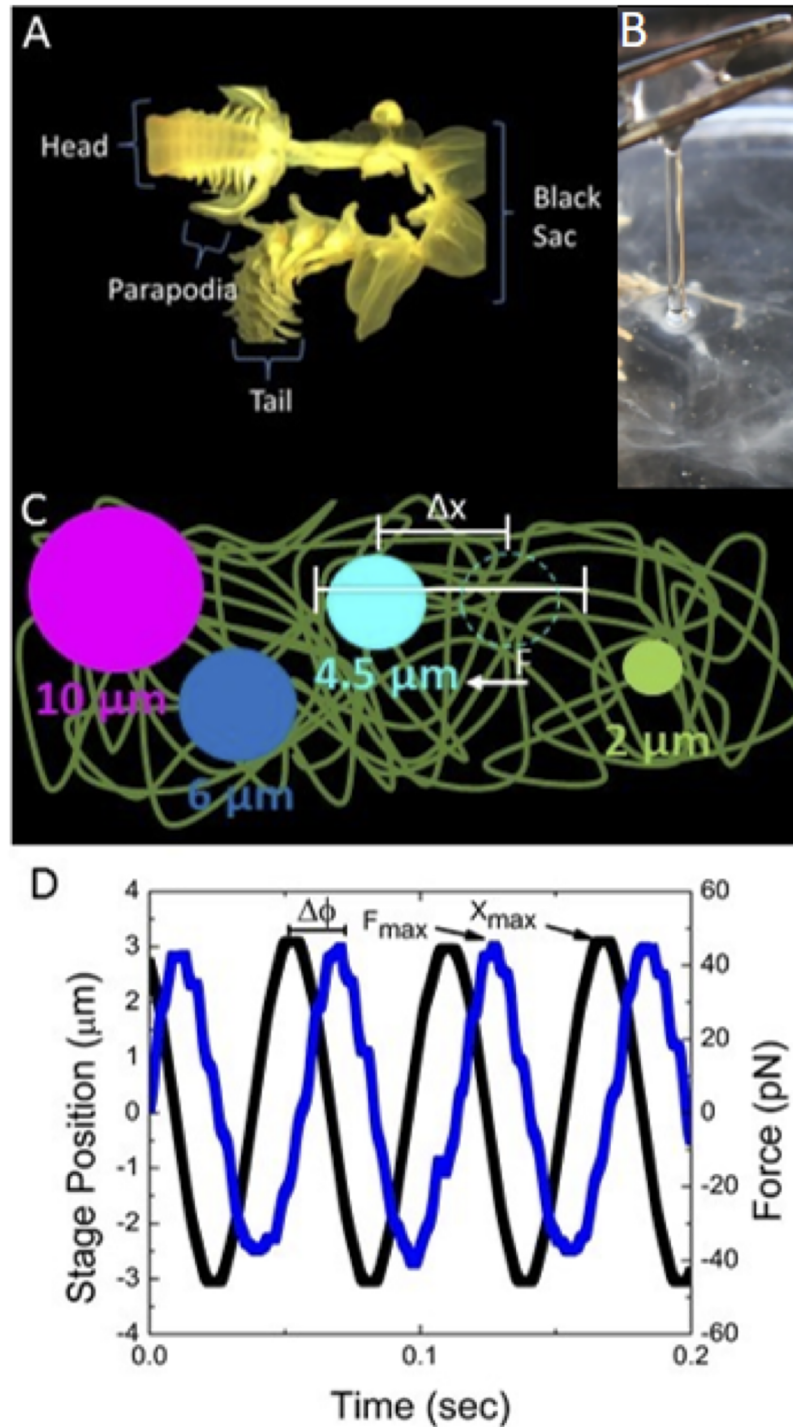 A
Head
Parapodia
Tail
Black
Sac
B
C
Δx
F
10 μm
6 μm
4.5 μm
2 μm
D
Δϕ
Fmax
Xmax
Stage Position (μm)
4
3
2
1
0
-1
-2
-3
-4
60
40
20
0
-20
-40
-60
Force (pN)
0.0
0.1
0.2
Time (sec)